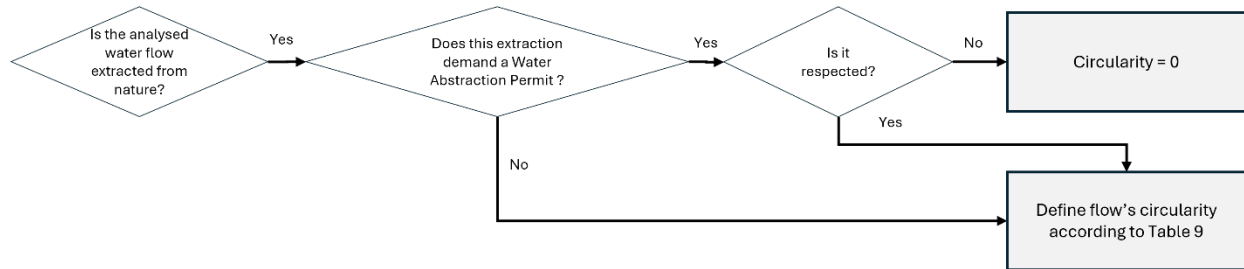 Is the analysed
water flow
extracted from
nature?
Yes
Does this extraction
demand a Water
Abstraction Permit ?
Yes
Is it
respected?
No
Circularity = 0
Yes
No
Define flow's circularity
according to Table 9